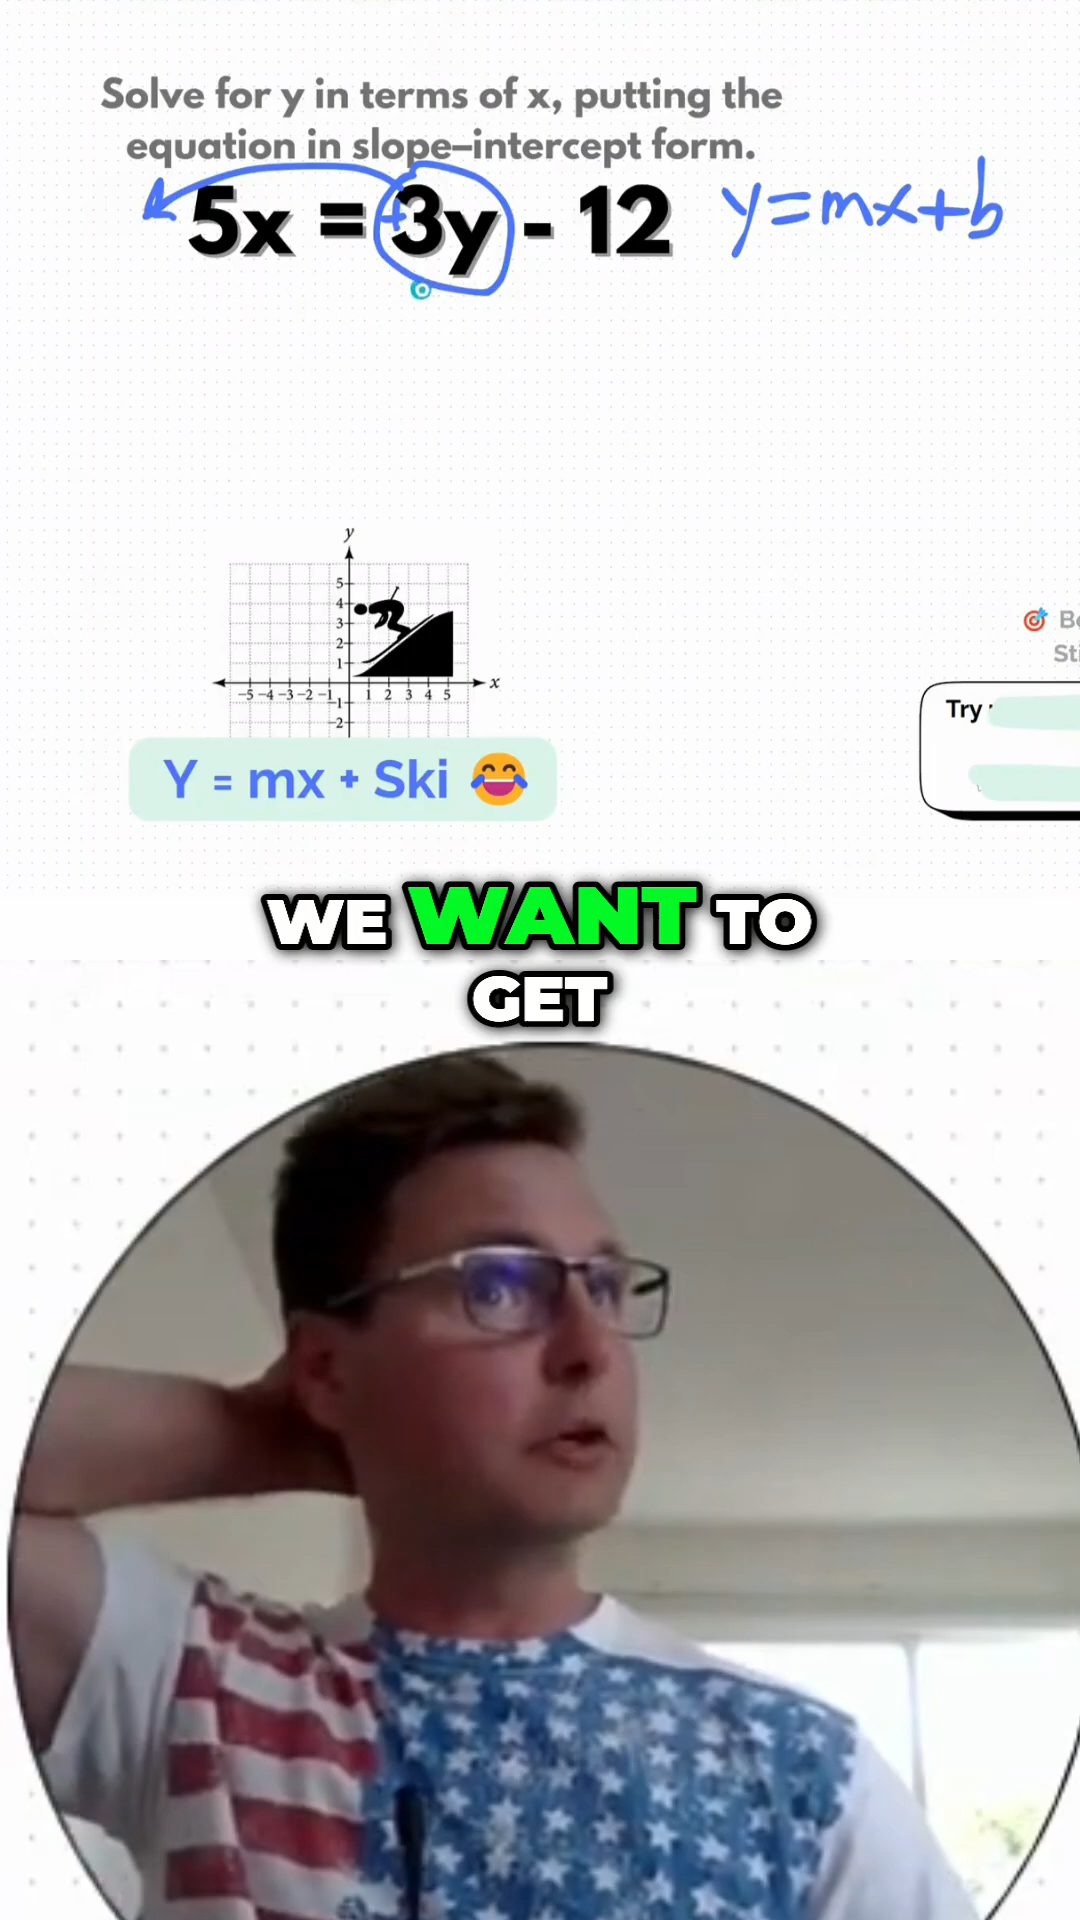 Solve for y in terms of x, putting the
equation in slope–intercept form.
5x = +3y - 12 y=mx+b
y
5
4
3
2
1
-5 -4 -3 -2 -1 1 2 3 4 5 x
-1
-2
Y = mx + Ski 😂
🎯 Bo
Sti
Try
WE WANT TO
GET